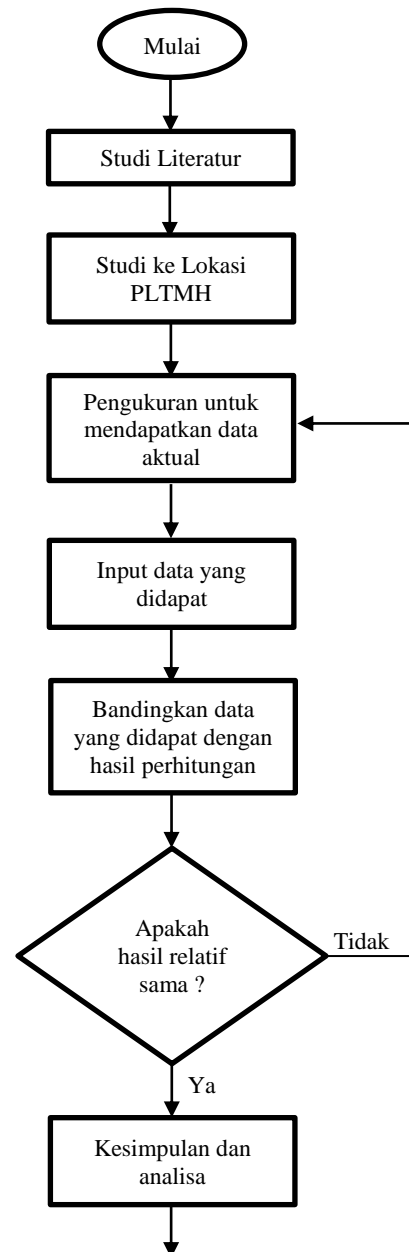 Mulai
Studi Literatur
Studi ke Lokasi
PLTMH
Pengukuran untuk
mendapatkan data
aktual
Input data yang
didapat
Bandingkan data
yang didapat dengan
hasil perhitungan
Apakah
hasil relatif
sama ?
Tidak
Ya
Kesimpulan dan
analisa